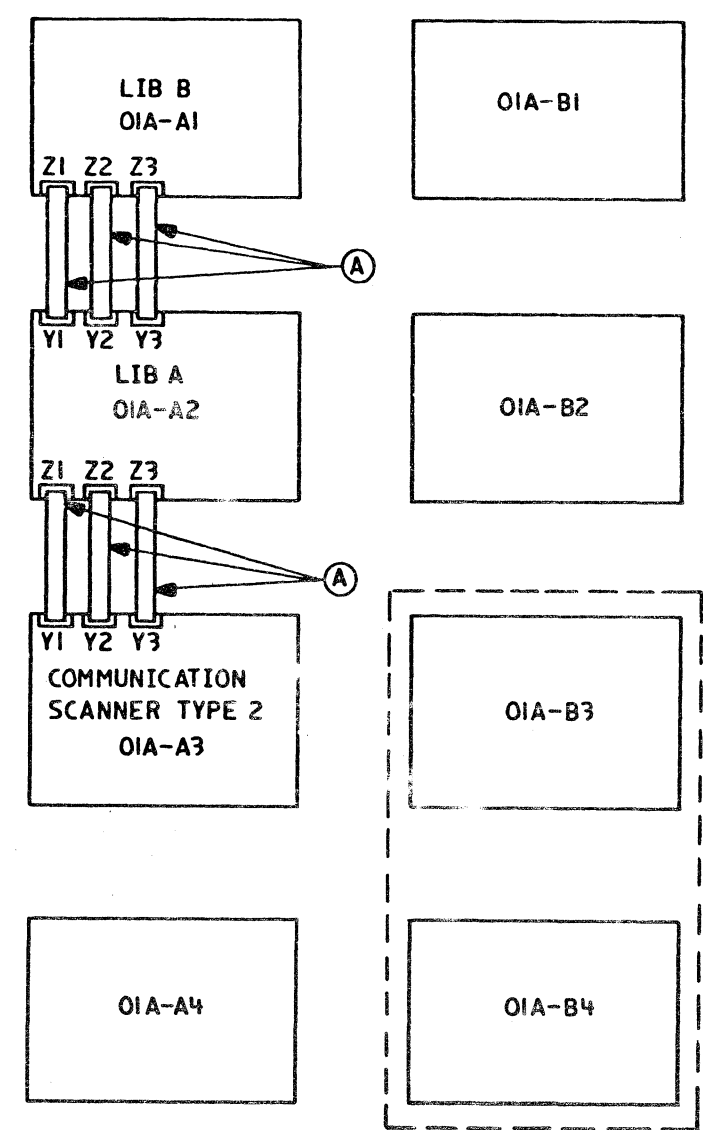 LIB B
01A-A1
01A-B1
Z1 Z2 Z3
A
Y1 Y2 Y3
LIB A
01A-A2
01A-B2
Z1 Z2 Z3
A
Y1 Y2 Y3
COMMUNICATION
SCANNER TYPE 2
01A-A3
01A-B3
01A-A4
01A-B4